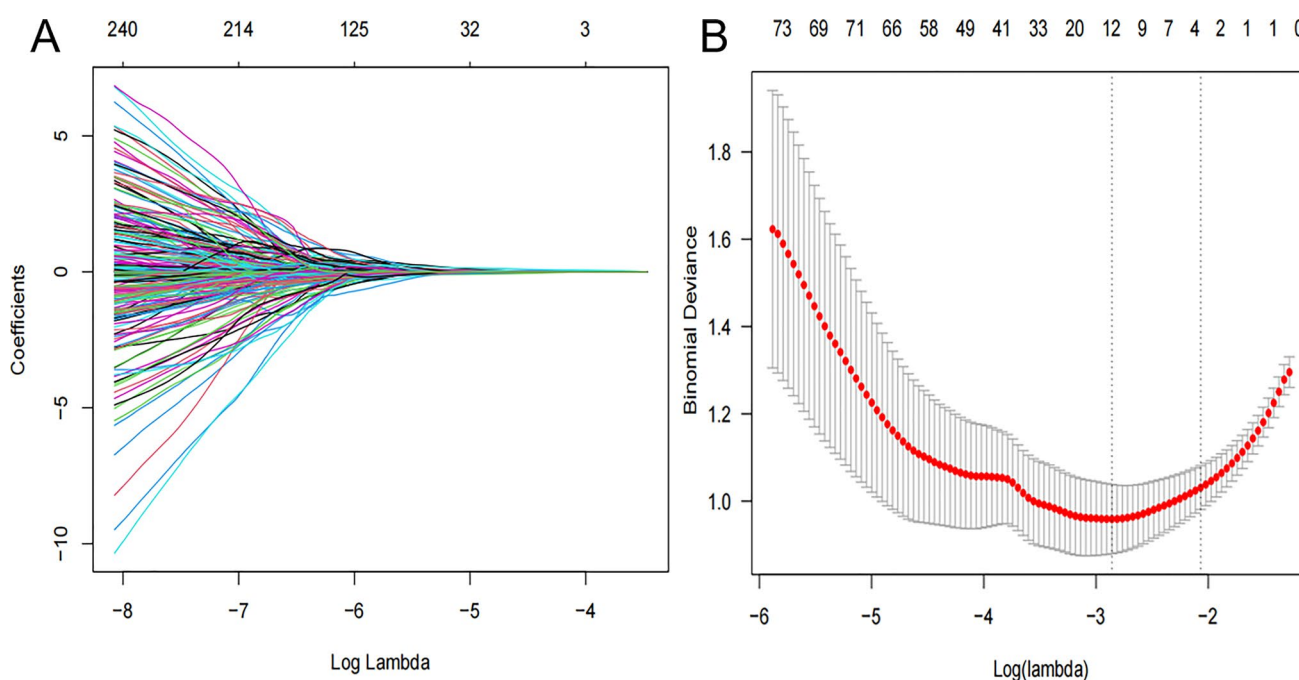 A
240 214 125 32 3
5
0
−5
−10
Coefficients
−8 −7 −6 −5 −4
Log Lambda
B
73 69 71 66 58 49 41 33 20 12 9 7 4 2 1 1 0
1.8
1.6
1.4
1.2
1.0
Binomial Deviance
−6 −5 −4 −3 −2
Log(lambda)